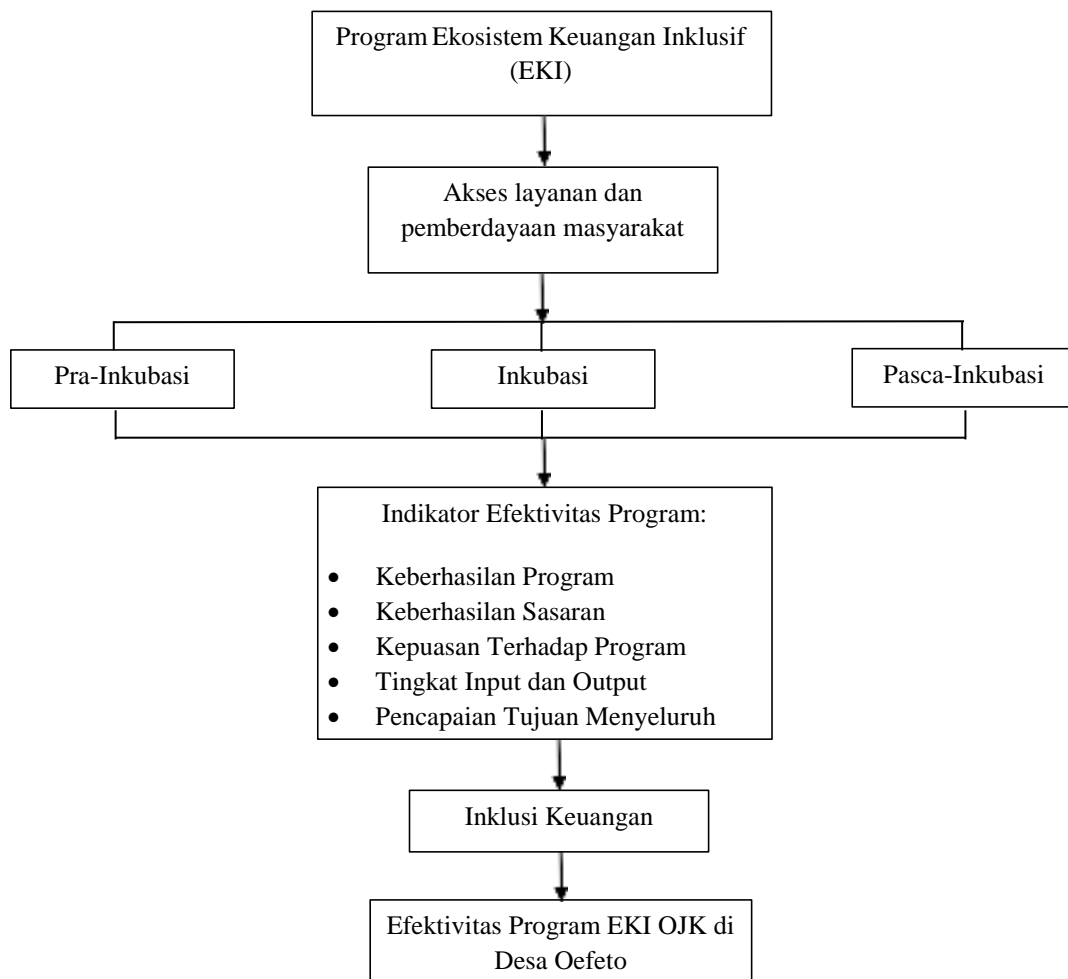 Program Ekosistem Keuangan Inklusif
(EKI)
Akses layanan dan
pemberdayaan masyarakat
Pra-Inkubasi
Inkubasi
Pasca-Inkubasi
Indikator Efektivitas Program:
• Keberhasilan Program
• Keberhasilan Sasaran
• Kepuasan Terhadap Program
• Tingkat Input dan Output
• Pencapaian Tujuan Menyeluruh
Inklusi Keuangan
Efektivitas Program EKI OJK di
Desa Oefeto